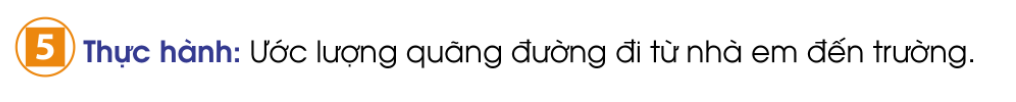 5 Thực hành: Ước lượng quãng đường đi từ nhà em đến trường.